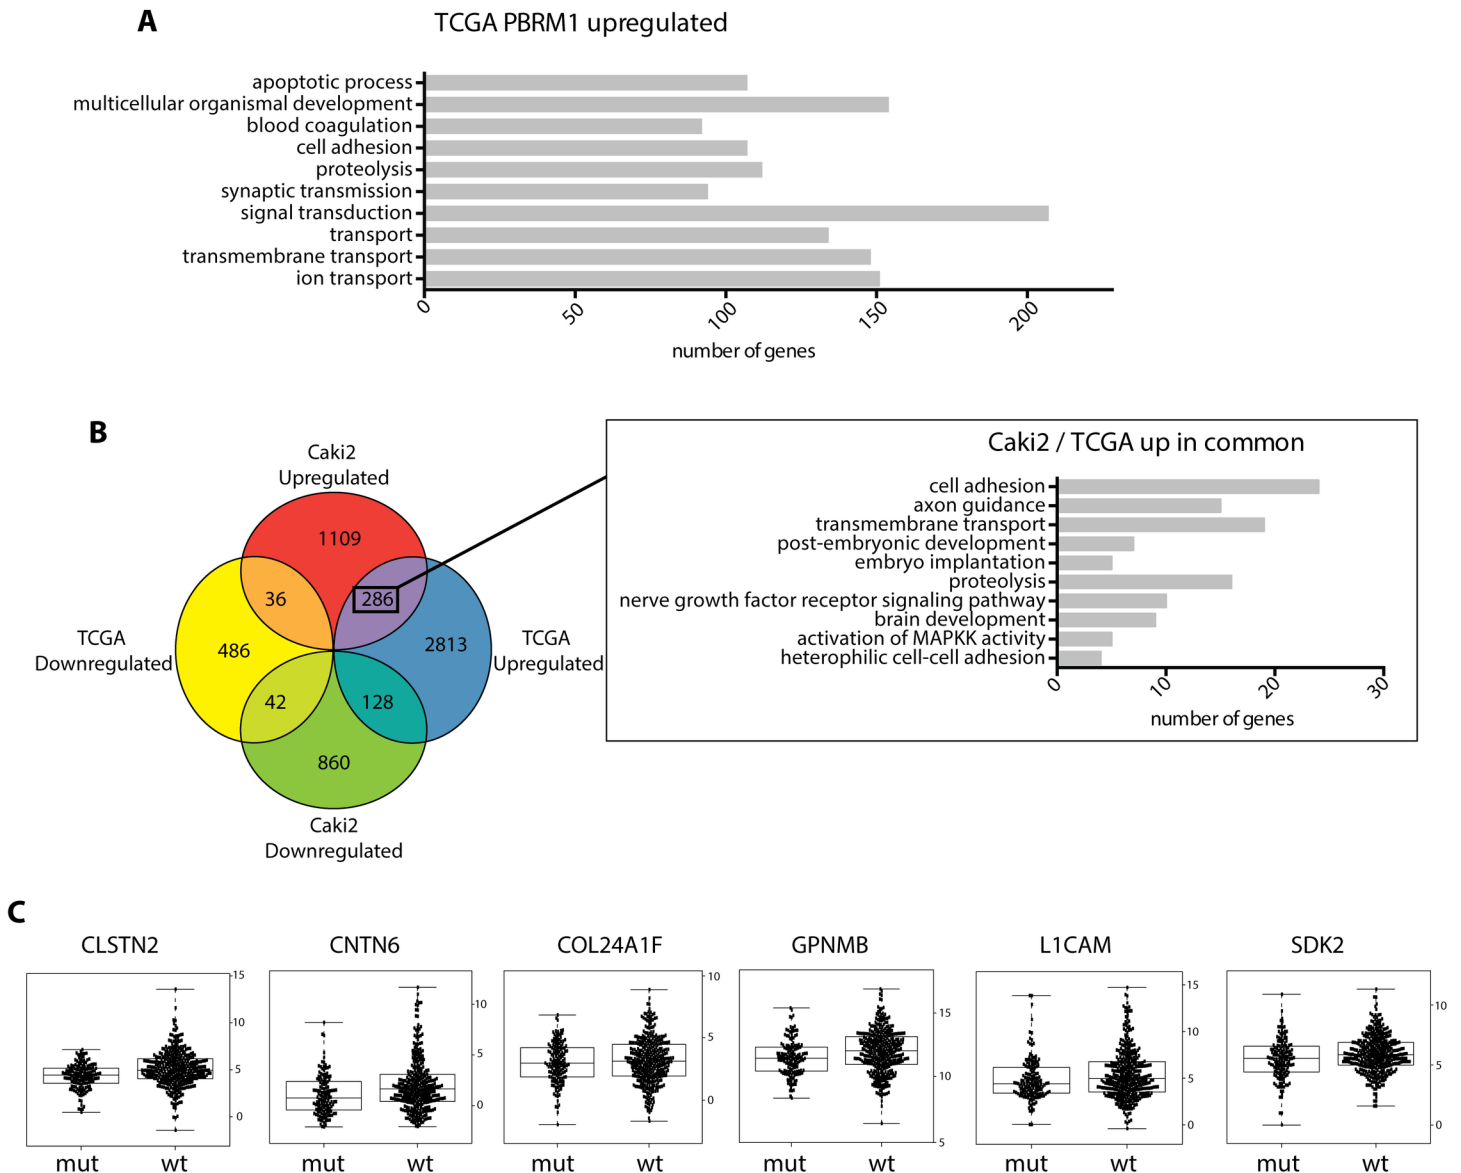 A
TCGA PBRM1 upregulated
apoptotic process
multicellular organismal development
blood coagulation
cell adhesion
proteolysis
synaptic transmission
signal transduction
transport
transmembrane transport
ion transport
0 50 100 150 200
number of genes
B
Caki2
Upregulated
1109
36
286
TCGA
Downregulated
486
2813
TCGA
Upregulated
42
128
860
Caki2
Downregulated
Caki2 / TCGA up in common
cell adhesion
axon guidance
transmembrane transport
post-embryonic development
embryo implantation
proteolysis
nerve growth factor receptor signaling pathway
brain development
activation of MAPKK activity
heterophilic cell-cell adhesion
0 10 20 30
number of genes
C
CLSTN2
15
10
5
0
mut wt
CNTN6
10
5
0
mut wt
COL24A1F
10
5
0
mut wt
GPNMB
15
10
5
mut wt
L1CAM
15
10
5
0
mut wt
SDK2
10
5
0
mut wt